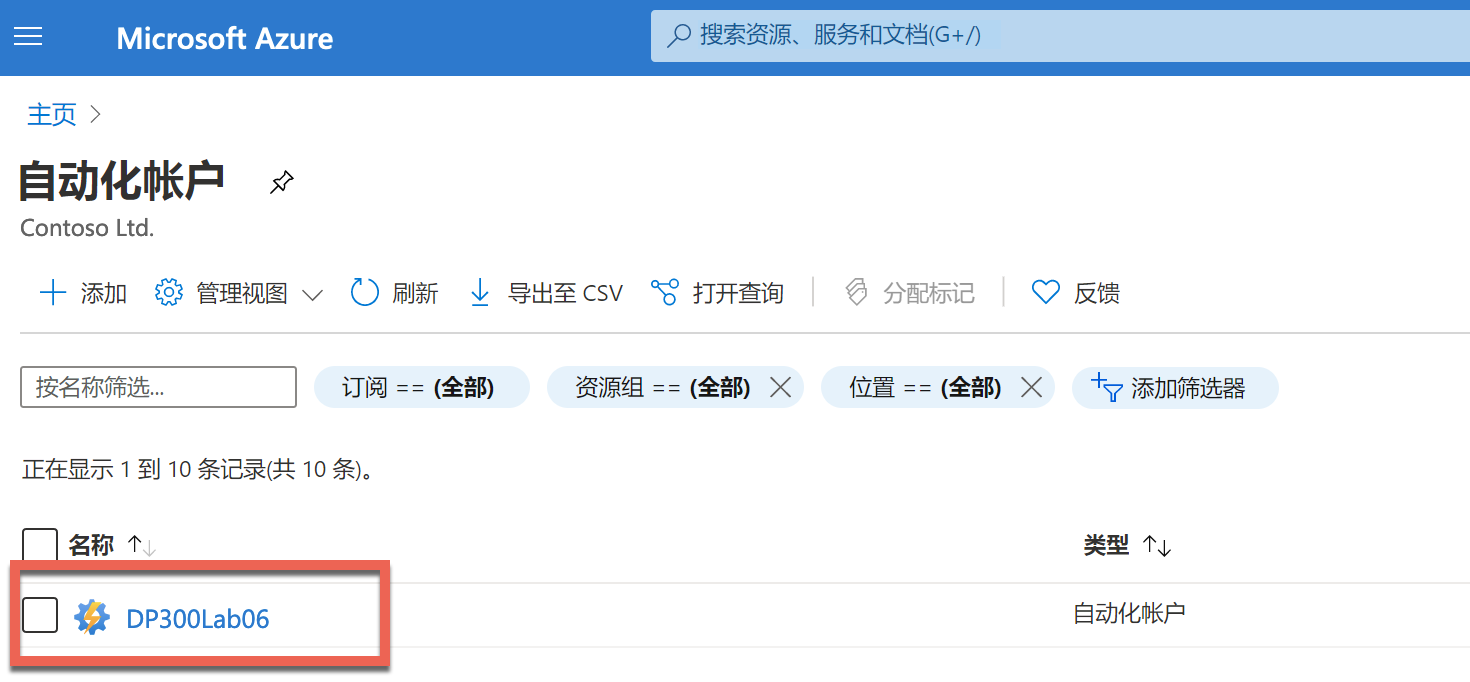 Microsoft Azure
搜索资源、服务和文档(G+/)
主页
自动化帐户
Contoso Ltd.
添加 管理视图 刷新 导出至 CSV 打开查询 分配标记 反馈
按名称筛选... 订阅 == (全部) 资源组 == (全部) 位置 == (全部) 添加筛选器
正在显示 1 到 10 条记录(共 10 条)。
名称 类型
DP300Lab06 自动化帐户